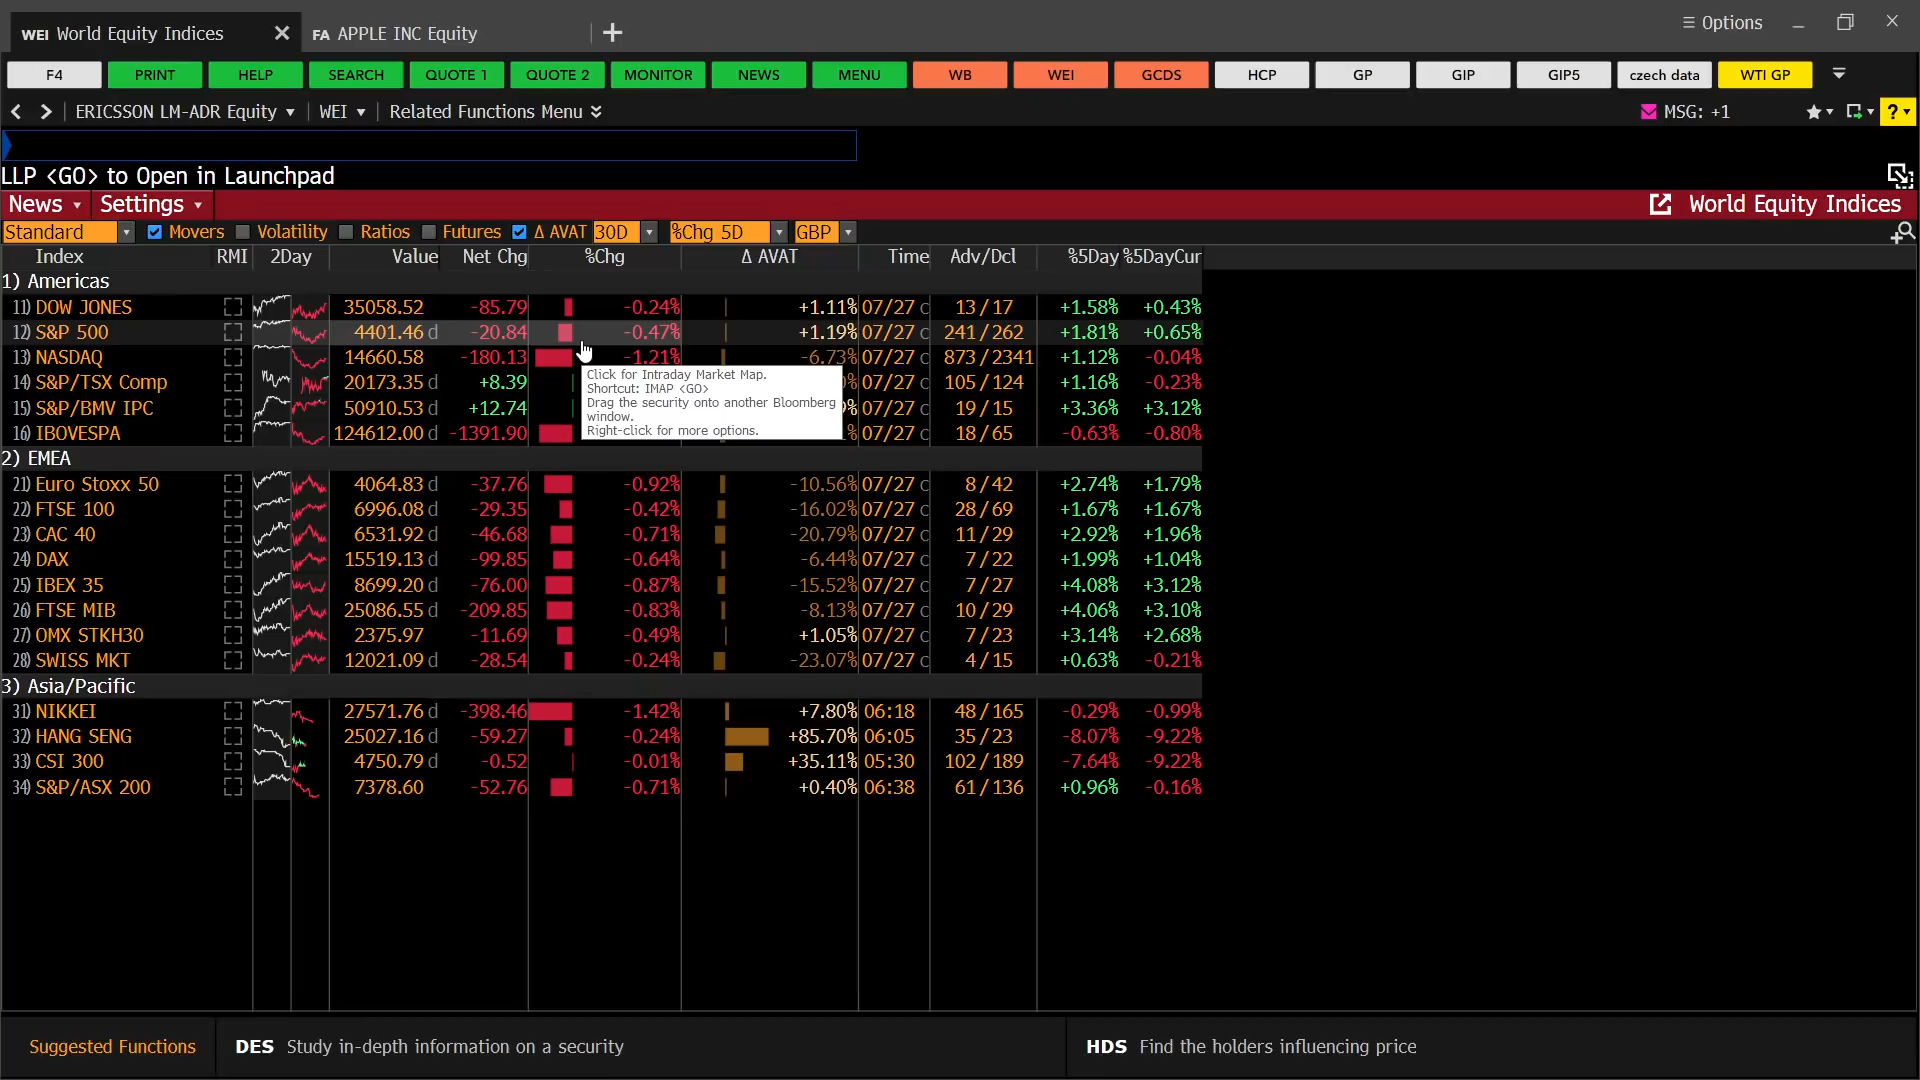 WEI World Equity Indices
FA APPLE INC Equity
Options
F4 PRINT HELP SEARCH QUOTE 1 QUOTE 2 MONITOR NEWS MENU WB WEI GCDS HCP GP GIP GIP5 czech data WTI GP
ERICSSON LM-ADR Equity WEI Related Functions Menu MSG: +1 ?
LLP <GO> to Open in Launchpad
News Settings World Equity Indices
Standard Movers Volatility Ratios Futures Δ AVAT 30D %Chg 5D GBP
Index RMI 2Day Value Net Chg %Chg Δ AVAT Time Adv/Dcl %5Day %5DayCur
1) Americas
11) DOW JONES 35058.52 -85.79 -0.24% +1.11% 07/27 c 13 / 17 +1.58% +0.43%
12) S&P 500 4401.46 d -20.84 -0.47% +1.19% 07/27 c 241 / 262 +1.81% +0.65%
13) NASDAQ 14660.58 -180.13 -1.21% -6.73% 07/27 c 873 / 2341 +1.12% -0.04%
14) S&P/TSX Comp 20173.35 d +8.39 07/27 c 105 / 124 +1.16% -0.23%
15) S&P/BMV IPC 50910.53 d +12.74 07/27 c 19 / 15 +3.36% +3.12%
16) IBOVESPA 124612.00 d -1391.90 07/27 c 18 / 65 -0.63% -0.80%
Click for Intraday Market Map.
Shortcut: IMAP <GO>
Drag the security onto another Bloomberg
window.
Right-click for more options.
2) EMEA
21) Euro Stoxx 50 4064.83 d -37.76 -0.92% -10.56% 07/27 c 8 / 42 +2.74% +1.79%
22) FTSE 100 6996.08 d -29.35 -0.42% -16.02% 07/27 c 28 / 69 +1.67% +1.67%
23) CAC 40 6531.92 d -46.68 -0.71% -20.79% 07/27 c 11 / 29 +2.92% +1.96%
24) DAX 15519.13 d -99.85 -0.64% -6.44% 07/27 c 7 / 22 +1.99% +1.04%
25) IBEX 35 8699.20 d -76.00 -0.87% -15.52% 07/27 c 7 / 27 +4.08% +3.12%
26) FTSE MIB 25086.55 d -209.85 -0.83% -8.13% 07/27 c 10 / 29 +4.06% +3.10%
27) OMX STKH30 2375.97 -11.69 -0.49% +1.05% 07/27 c 7 / 23 +3.14% +2.68%
28) SWISS MKT 12021.09 d -28.54 -0.24% -23.07% 07/27 c 4 / 15 +0.63% -0.21%
3) Asia/Pacific
31) NIKKEI 27571.76 d -398.46 -1.42% +7.80% 06:18 48 / 165 -0.29% -0.99%
32) HANG SENG 25027.16 d -59.27 -0.24% +85.70% 06:05 35 / 23 -8.07% -9.22%
33) CSI 300 4750.79 d -0.52 -0.01% +35.11% 05:30 102 / 189 -7.64% -9.22%
34) S&P/ASX 200 7378.60 -52.76 -0.71% +0.40% 06:38 61 / 136 +0.96% -0.16%
Suggested Functions DES Study in-depth information on a security HDS Find the holders influencing price